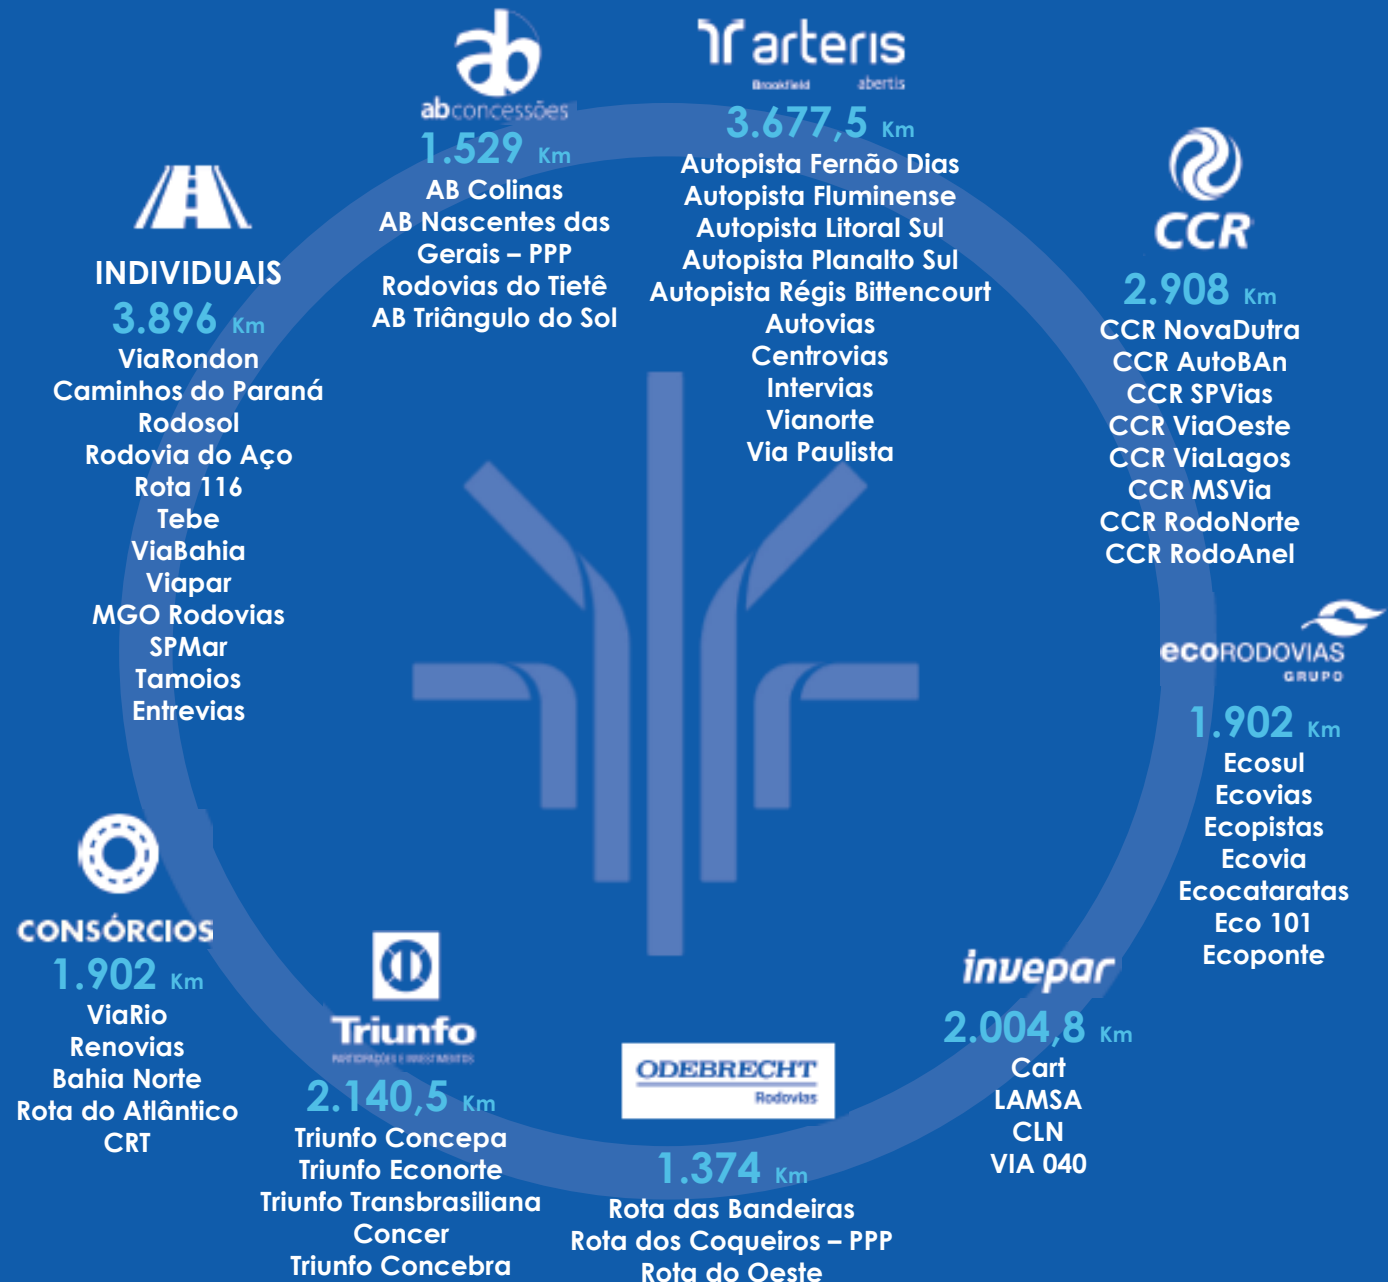 ab concessões
1.529 Km
AB Colinas
AB Nascentes das
Gerais – PPP
Rodovias do Tietê
AB Triângulo do Sol
arteris
Brookfield abertis
3.677,5 Km
Autopista Fernão Dias
Autopista Fluminense
Autopista Litoral Sul
Autopista Planalto Sul
Autopista Régis Bittencourt
Autovias
Centrovias
Intervias
Vianorte
Via Paulista
CCR
2.908 Km
CCR NovaDutra
CCR AutoBAn
CCR SPVias
CCR ViaOeste
CCR ViaLagos
CCR MSVia
CCR RodoNorte
CCR RodoAnel
INDIVIDUAIS
3.896 Km
ViaRondon
Caminhos do Paraná
Rodosol
Rodovia do Aço
Rota 116
Tebe
ViaBahia
Viapar
MGO Rodovias
SPMar
Tamoios
Entrevias
ecoRODOVIAS
GRUPO
1.902 Km
Ecosul
Ecovias
Ecopistas
Ecovia
Ecocataratas
Eco 101
Ecoponte
CONSÓRCIOS
1.902 Km
ViaRio
Renovias
Bahia Norte
Rota do Atlântico
CRT
Triunfo
PARTICIPAÇÕES E INVESTIMENTOS
2.140,5 Km
Triunfo Concepa
Triunfo Econorte
Triunfo Transbrasiliana
Concer
Triunfo Concebra
ODEBRECHT
Rodovias
1.374 Km
Rota das Bandeiras
Rota dos Coqueiros – PPP
Rota do Oeste
invepar
2.004,8 Km
Cart
LAMSA
CLN
VIA 040